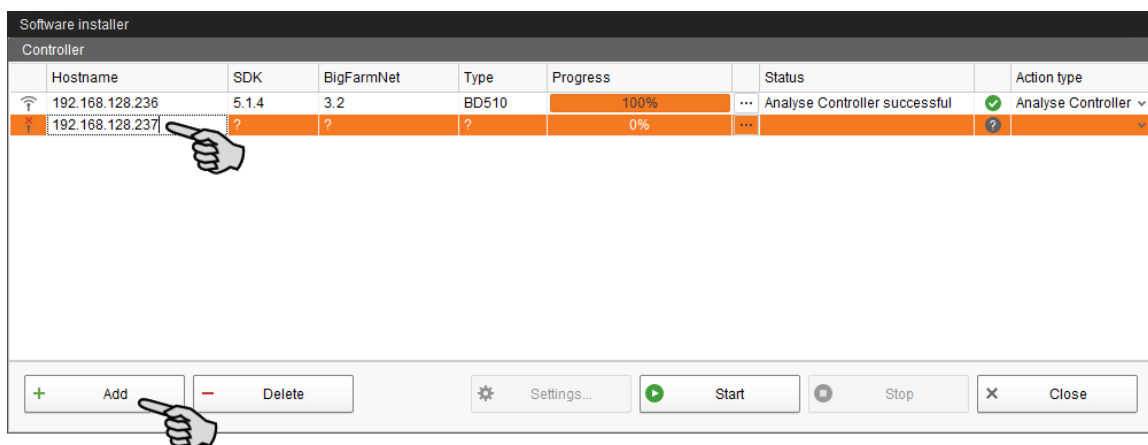 Software installer
Controller
Hostname SDK BigFarmNet Type Progress Status Action type
192.168.128.236 5.1.4 3.2 BD510 100% ... Analyse Controller successful Analyse Controller
192.168.128.237 ? ? ? 0% ... ?
+ Add − Delete Settings... Start Stop × Close